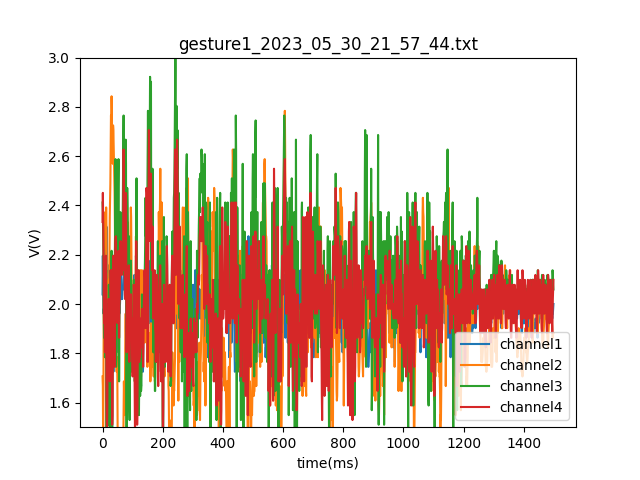 gesture1_2023_05_30_21_57_44.txt
3.0
2.8
2.6
2.4
2.2
2.0
1.8
1.6
V(V)
channel1
channel2
channel3
channel4
0 200 400 600 800 1000 1200 1400
time(ms)